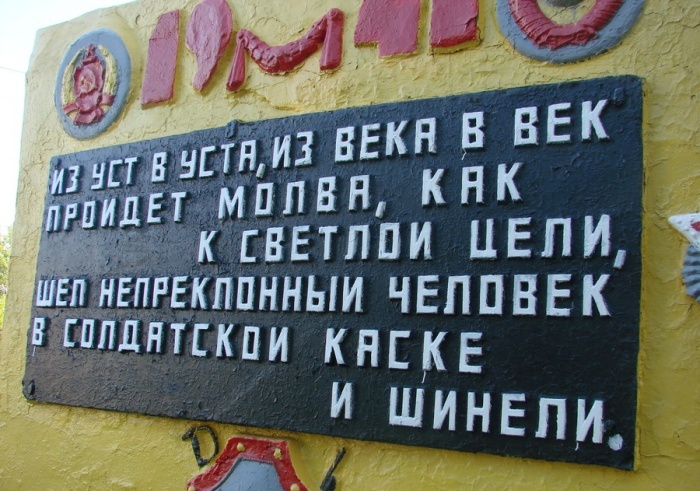 ИЗ УСТ В УСТА, ИЗ ВЕКА В ВЕК
ПРОИДЕТ МОЛВА, КАК
К СВЕТЛОИ ЦЕЛИ,
ШЕЛ НЕПРЕКЛОННЫИ ЧЕЛОВЕК
В СОЛДАТСКОИ КАСКЕ
И ШИНЕЛИ.